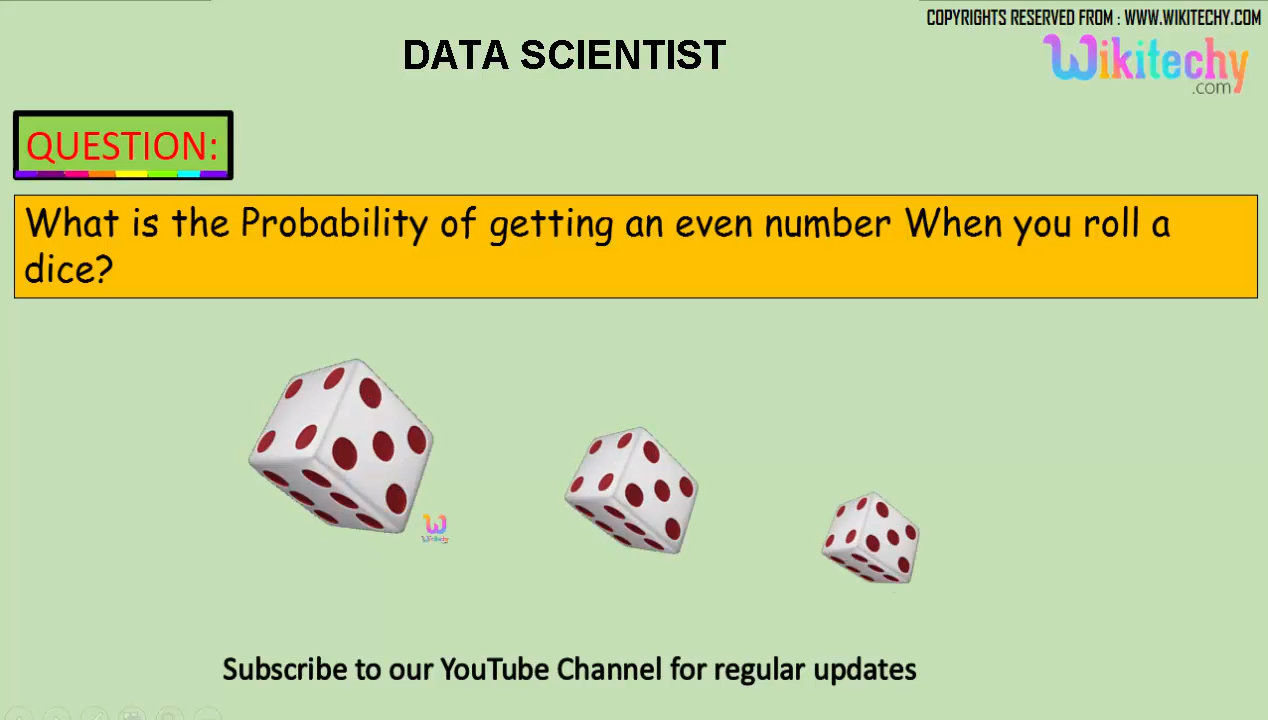 COPYRIGHTS RESERVED FROM : WWW.WIKITECHY.COM
DATA SCIENTIST
Wikitechy
.com
QUESTION:
What is the Probability of getting an even number When you roll a
dice?
W
Wikitechy
Subscribe to our YouTube Channel for regular updates